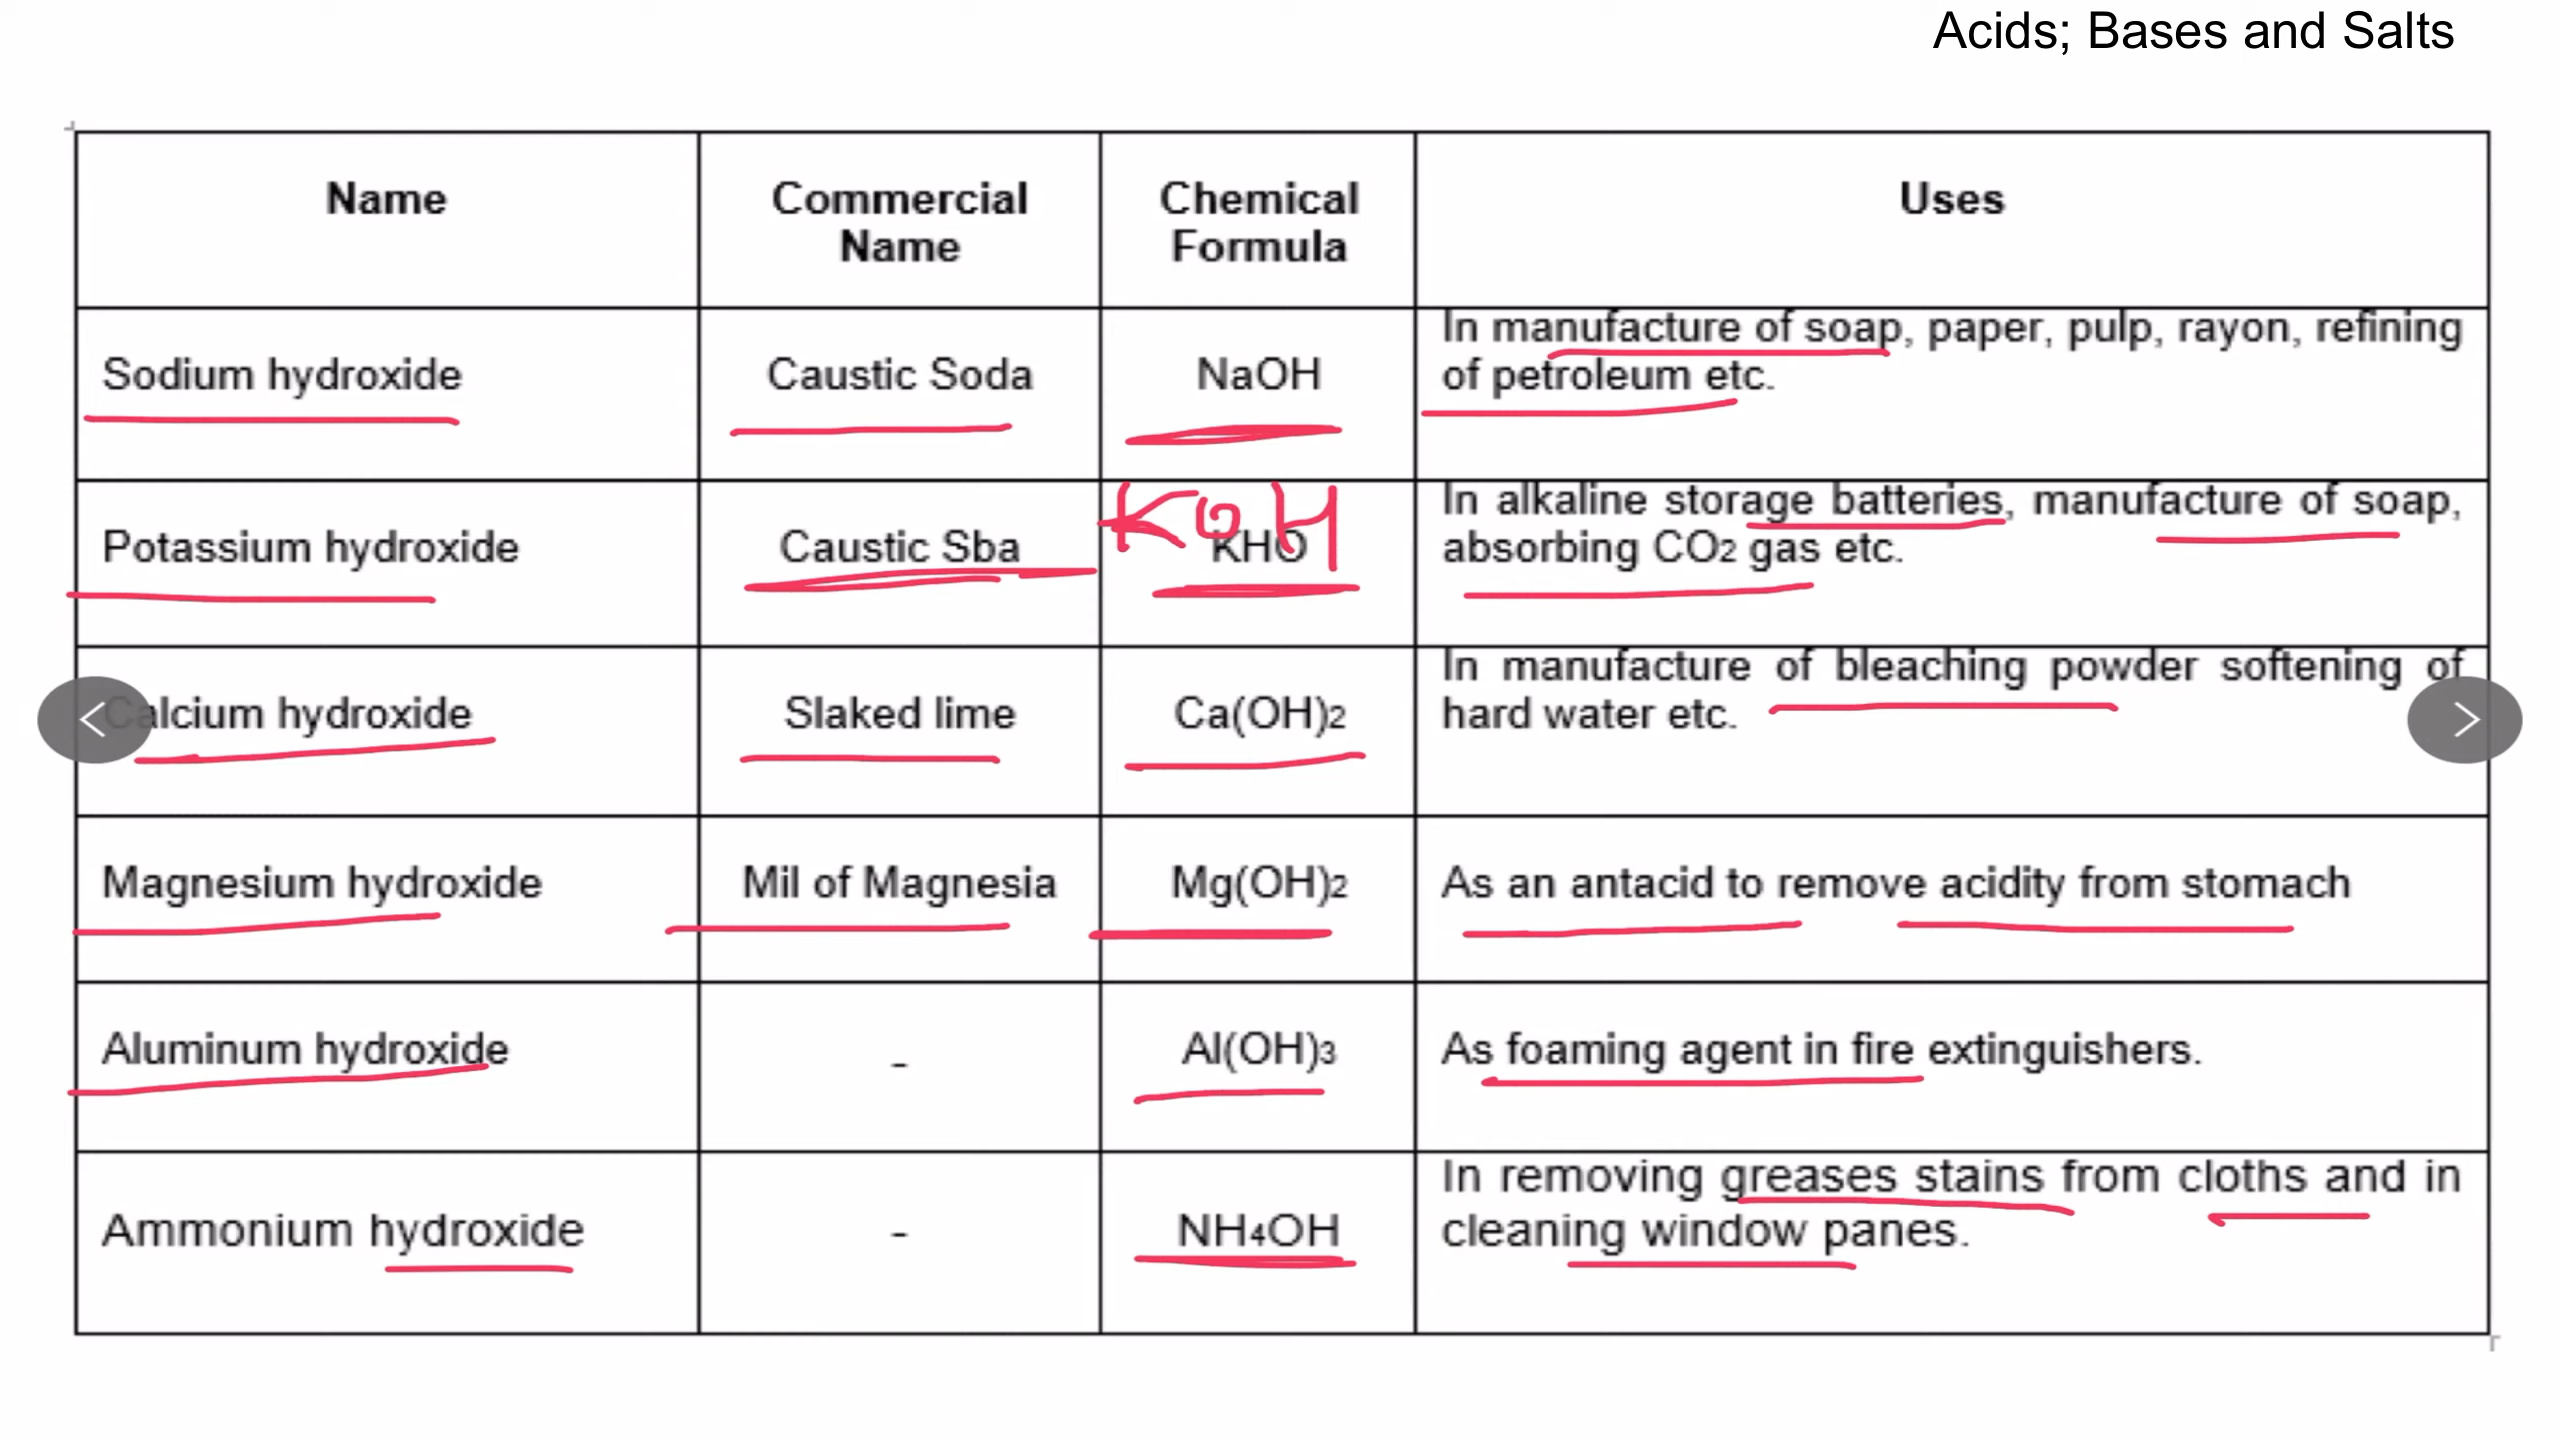 Acids; Bases and Salts
Name
Commercial
Name
Chemical
Formula
Uses
Sodium hydroxide
Caustic Soda
NaOH
In manufacture of soap, paper, pulp, rayon, refining
of petroleum etc.
Potassium hydroxide
Caustic Sba
KOH
KHO
In alkaline storage batteries, manufacture of soap,
absorbing CO2 gas etc.
Calcium hydroxide
Slaked lime
Ca(OH)2
In manufacture of bleaching powder softening of
hard water etc.
Magnesium hydroxide
Mil of Magnesia
Mg(OH)2
As an antacid to remove acidity from stomach
Aluminum hydroxide
-
Al(OH)3
As foaming agent in fire extinguishers.
Ammonium hydroxide
-
NH4OH
In removing greases stains from cloths and in
cleaning window panes.